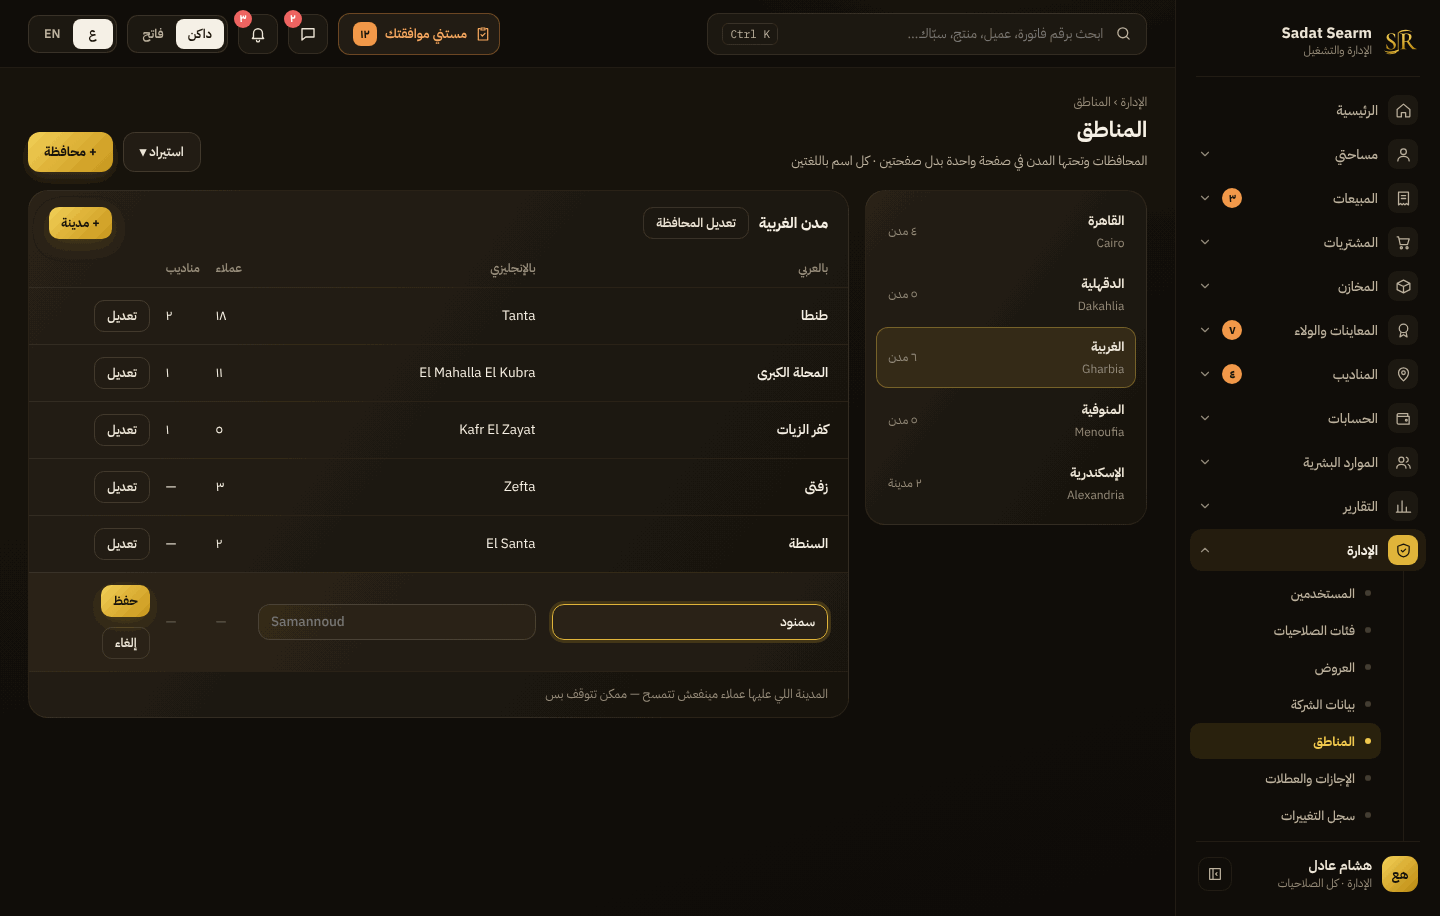 Sadat Searm
الإدارة والتشغيل
الرئيسية
مساحتي
المبيعات ٣
المشتريات
المخازن
المعاينات والولاء ٧
المناديب ٤
الحسابات
الموارد البشرية
التقارير
الإدارة
المستخدمين
فئات الصلاحيات
العروض
بيانات الشركة
المناطق
الإجازات والعطلات
سجل التغييرات
هع هشام عادل
الإدارة · كل الصلاحيات
ابحث برقم فاتورة، عميل، منتج، سبّاك... Ctrl K
مستني موافقتك ١٢
٢
٣
داكن فاتح
ع EN
الإدارة › المناطق
المناطق
المحافظات وتحتها المدن في صفحة واحدة بدل صفحتين · كل اسم باللغتين
استيراد ▾
+ محافظة
القاهرة
Cairo
٤ مدن
الدقهلية
Dakahlia
٥ مدن
الغربية
Gharbia
٦ مدن
المنوفية
Menoufia
٥ مدن
الإسكندرية
Alexandria
٢ مدينة
مدن الغربية تعديل المحافظة + مدينة
بالعربي بالإنجليزي عملاء مناديب
طنطا Tanta ١٨ ٢ تعديل
المحلة الكبرى El Mahalla El Kubra ١١ ١ تعديل
كفر الزيات Kafr El Zayat ٥ ١ تعديل
زفتى Zefta ٣ — تعديل
السنطة El Santa ٢ — تعديل
سمنود Samannoud — — حفظ
إلغاء
المدينة اللي عليها عملاء مينفعش تتمسح — ممكن تتوقف بس